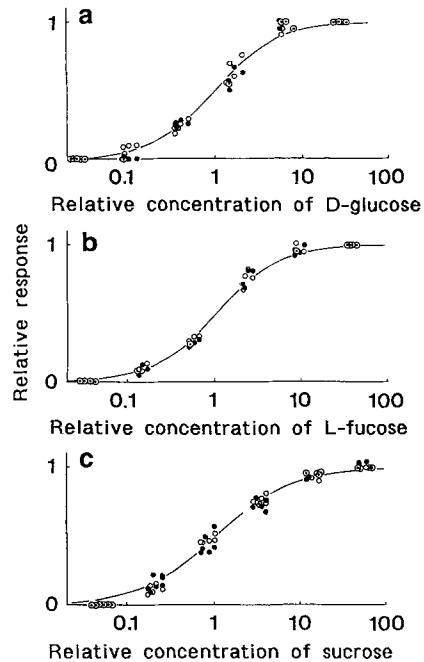 a
1
0
0.1 1 10 100
Relative concentration of D-glucose
b
1
0
0.1 1 10 100
Relative concentration of L-fucose
c
1
0
0.1 1 10 100
Relative concentration of sucrose
Relative response